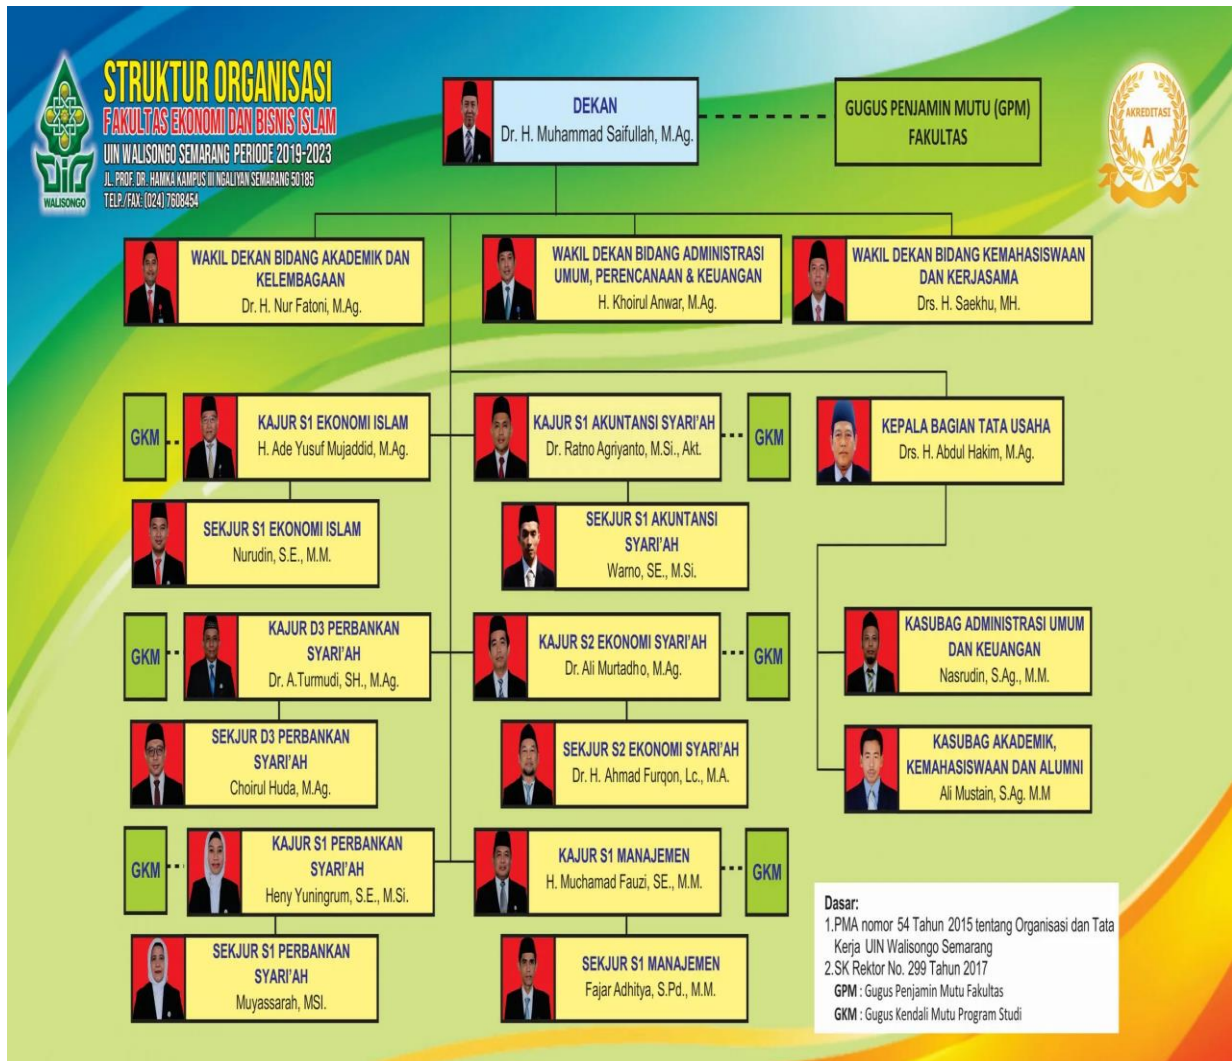 STRUKTUR ORGANISASI
FAKULTAS EKONOMI DAN BISNIS ISLAM
UIN WALISONGO SEMARANG PERIODE 2019-2023
JL. PROF. DR. HAMKA KAMPUS III NGALIYAN SEMARANG 50185
TELP./FAX: (024) 7608454
WALISONGO
DEKAN
Dr. H. Muhammad Saifullah, M.Ag.
GUGUS PENJAMIN MUTU (GPM)
FAKULTAS
AKREDITASI
A
WAKIL DEKAN BIDANG AKADEMIK DAN
KELEMBAGAAN
Dr. H. Nur Fatoni, M.Ag.
WAKIL DEKAN BIDANG ADMINISTRASI
UMUM, PERENCANAAN & KEUANGAN
H. Khoirul Anwar, M.Ag.
WAKIL DEKAN BIDANG KEMAHASISWAAN
DAN KERJASAMA
Drs. H. Saekhu, MH.
GKM
KAJUR S1 EKONOMI ISLAM
H. Ade Yusuf Mujaddid, M.Ag.
KAJUR S1 AKUNTANSI SYARI'AH
Dr. Ratno Agriyanto, M.Si., Akt.
GKM
KEPALA BAGIAN TATA USAHA
Drs. H. Abdul Hakim, M.Ag.
SEKJUR S1 EKONOMI ISLAM
Nurudin, S.E., M.M.
SEKJUR S1 AKUNTANSI
SYARI'AH
Warno, SE., M.Si.
GKM
KAJUR D3 PERBANKAN
SYARI'AH
Dr. A.Turmudi, SH., M.Ag.
KAJUR S2 EKONOMI SYARI'AH
Dr. Ali Murtadho, M.Ag.
GKM
KASUBAG ADMINISTRASI UMUM
DAN KEUANGAN
Nasrudin, S.Ag., M.M.
SEKJUR D3 PERBANKAN
SYARI'AH
Choirul Huda, M.Ag.
SEKJUR S2 EKONOMI SYARI'AH
Dr. H. Ahmad Furqon, Lc., M.A.
KASUBAG AKADEMIK,
KEMAHASISWAAN DAN ALUMNI
Ali Mustain, S.Ag. M.M
GKM
KAJUR S1 PERBANKAN
SYARI'AH
Heny Yuningrum, S.E., M.Si.
KAJUR S1 MANAJEMEN
H. Muchamad Fauzi, SE., M.M.
GKM
SEKJUR S1 PERBANKAN
SYARI'AH
Muyassarah, MSI.
SEKJUR S1 MANAJEMEN
Fajar Adhitya, S.Pd., M.M.
Dasar:
1.PMA nomor 54 Tahun 2015 tentang Organisasi dan Tata
Kerja UIN Walisongo Semarang
2.SK Rektor No. 299 Tahun 2017
GPM : Gugus Penjamin Mutu Fakultas
GKM : Gugus Kendali Mutu Program Studi